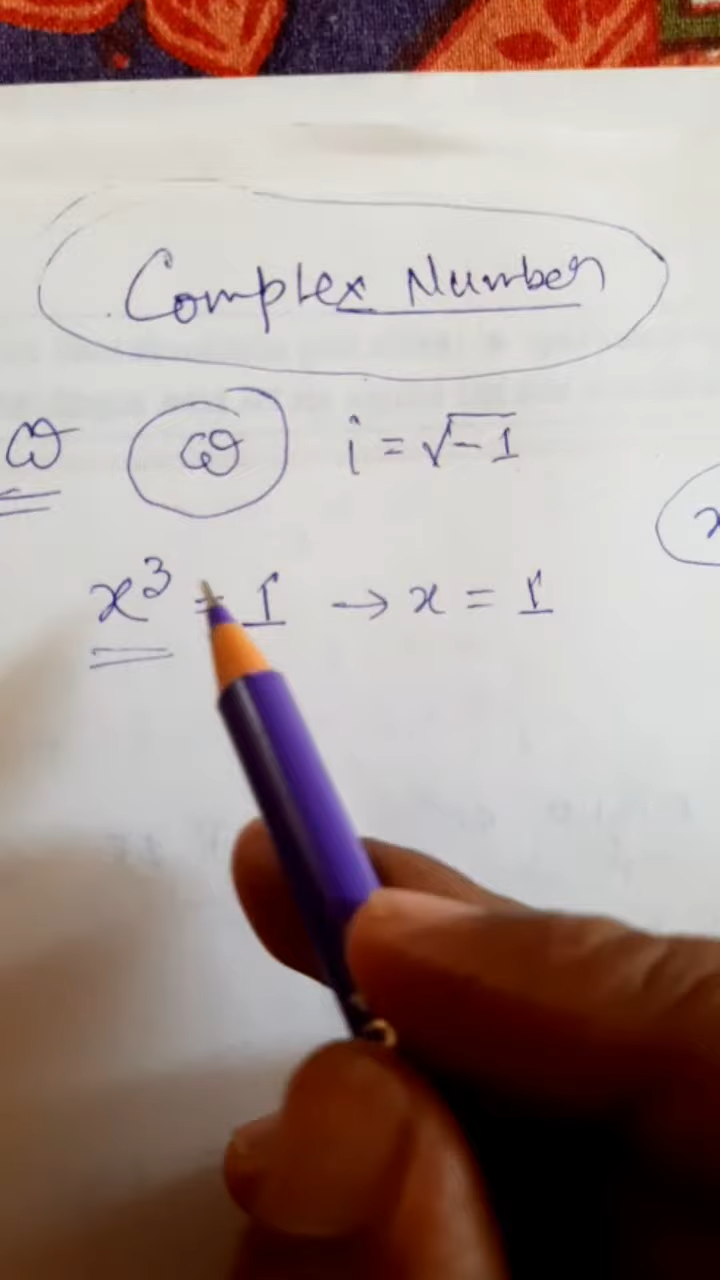 Complex Number
ω ω i = √-1
x
x³ = 1 → x = 1